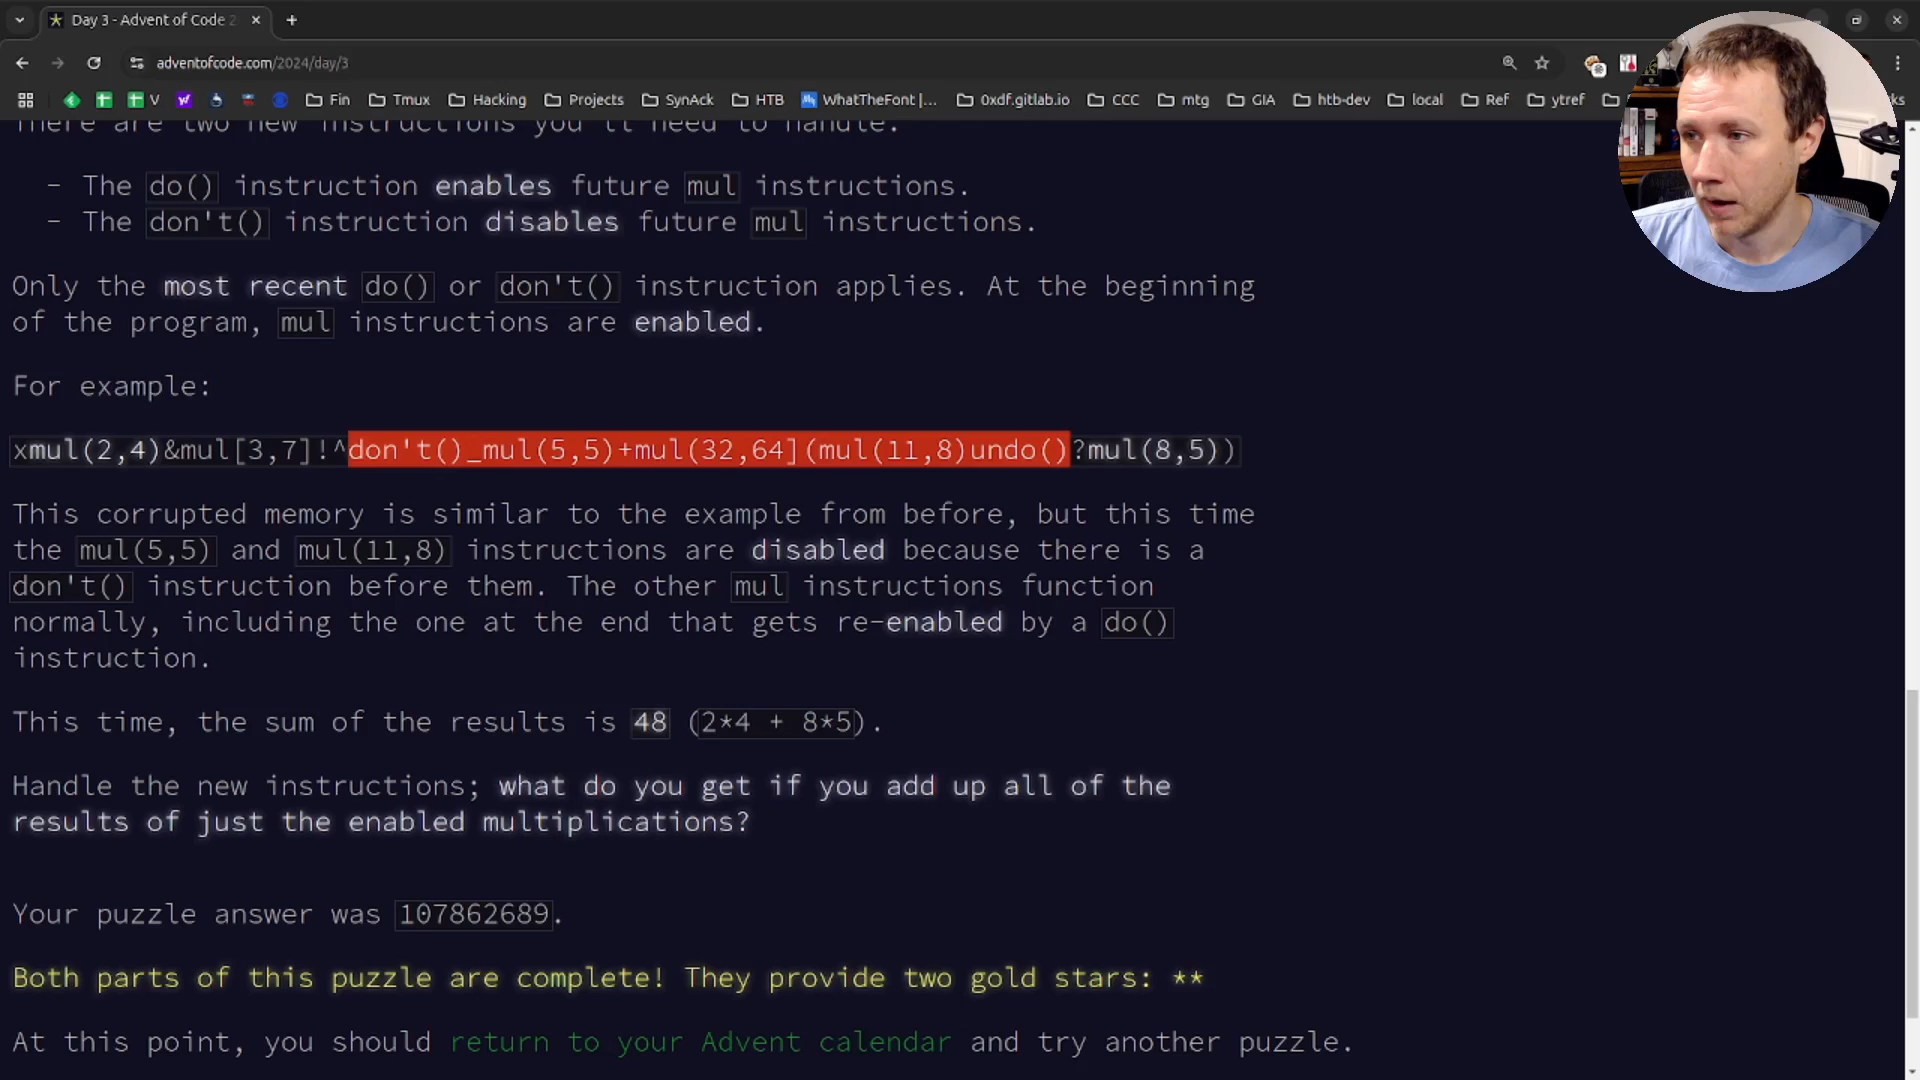 Day 3 - Advent of Code 2
adventofcode.com/2024/day/3
V
Fin
Tmux
Hacking
Projects
SynAck
HTB
WhatTheFont |...
0xdf.gitlab.io
CCC
mtg
GIA
htb-dev
local
Ref
ytref
There are two new instructions you'll need to handle:
- The do() instruction enables future mul instructions.
- The don't() instruction disables future mul instructions.
Only the most recent do() or don't() instruction applies. At the beginning
of the program, mul instructions are enabled.
For example:
xmul(2,4)&mul[3,7]!^don't()_mul(5,5)+mul(32,64](mul(11,8)undo()?mul(8,5))
This corrupted memory is similar to the example from before, but this time
the mul(5,5) and mul(11,8) instructions are disabled because there is a
don't() instruction before them. The other mul instructions function
normally, including the one at the end that gets re-enabled by a do()
instruction.
This time, the sum of the results is 48 (2*4 + 8*5).
Handle the new instructions; what do you get if you add up all of the
results of just the enabled multiplications?
Your puzzle answer was 107862689.
Both parts of this puzzle are complete! They provide two gold stars: **
At this point, you should return to your Advent calendar and try another puzzle.